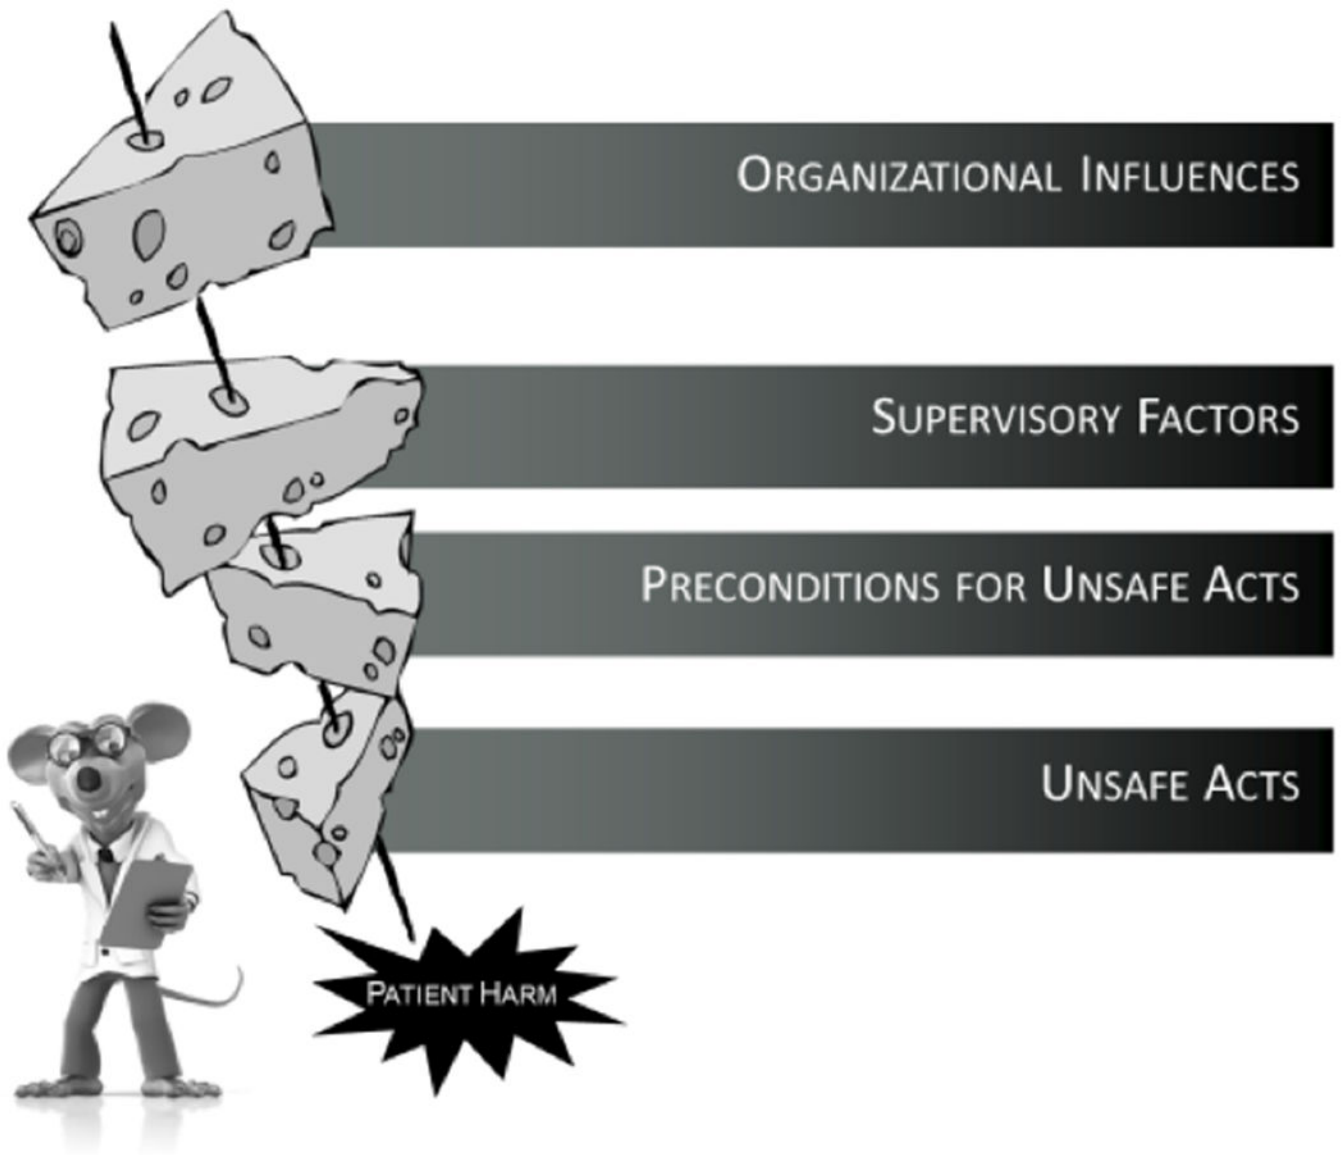 ORGANIZATIONAL INFLUENCES
SUPERVISORY FACTORS
PRECONDITIONS FOR UNSAFE ACTS
UNSAFE ACTS
PATIENT HARM